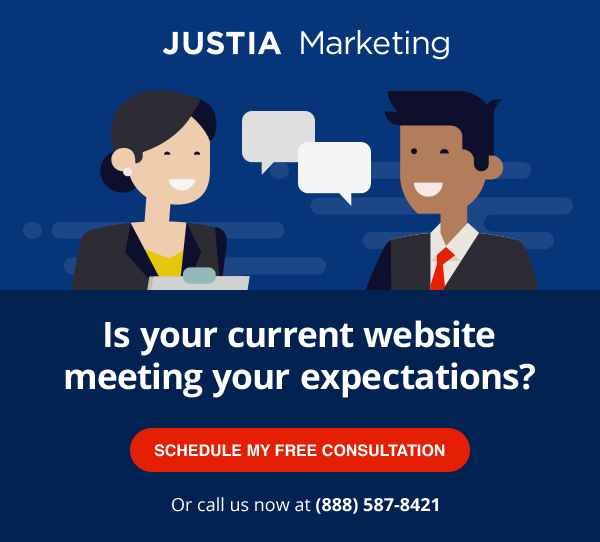 JUSTIA Marketing
Is your current website
meeting your expectations?
SCHEDULE MY FREE CONSULTATION
Or call us now at (888) 587-8421